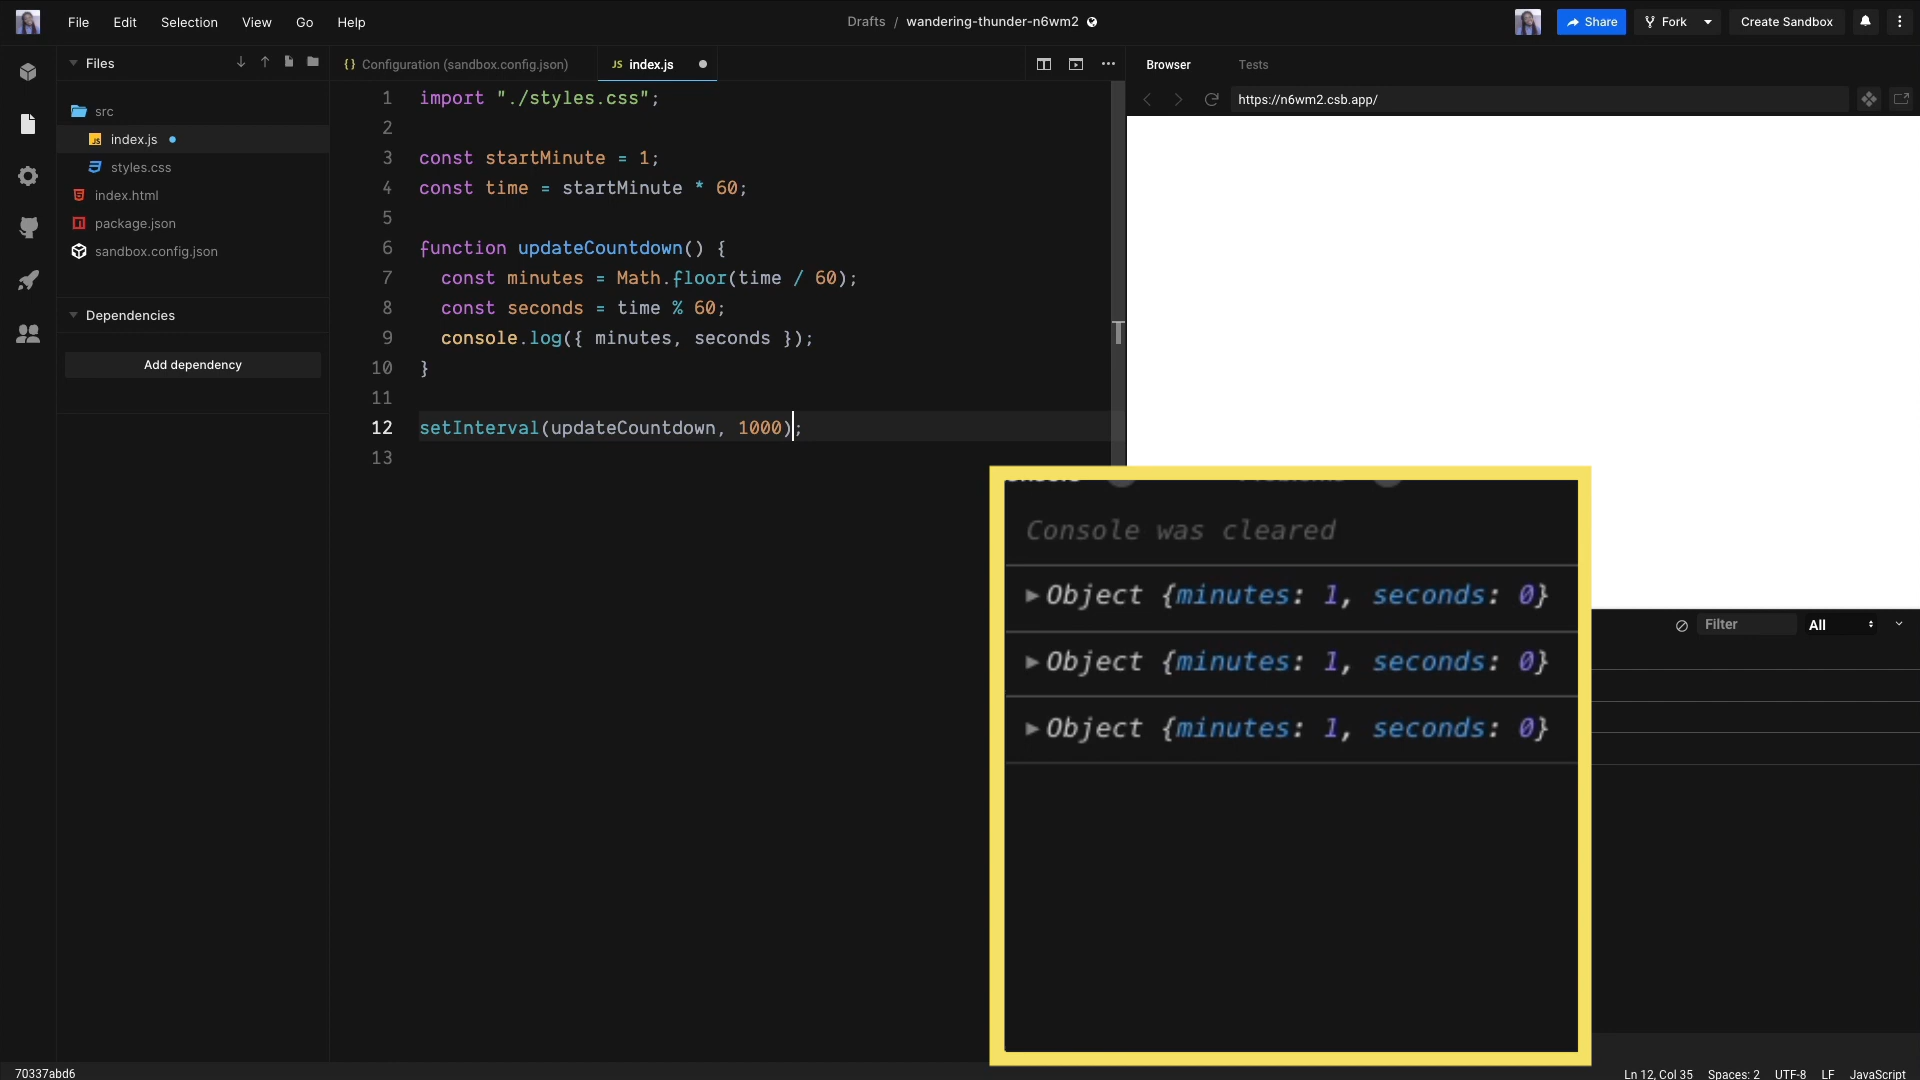 File Edit Selection View Go Help
Drafts / wandering-thunder-n6wm2
Share Fork Create Sandbox
Files
{} Configuration (sandbox.config.json)
JS index.js
Browser Tests
https://n6wm2.csb.app/
src
index.js
styles.css
index.html
package.json
sandbox.config.json
Dependencies
Add dependency
1 import "./styles.css";
2
3 const startMinute = 1;
4 const time = startMinute * 60;
5
6 function updateCountdown() {
7 const minutes = Math.floor(time / 60);
8 const seconds = time % 60;
9 console.log({ minutes, seconds });
10 }
11
12 setInterval(updateCountdown, 1000);
13
Console was cleared
Object {minutes: 1, seconds: 0}
Object {minutes: 1, seconds: 0}
Object {minutes: 1, seconds: 0}
Filter All
70337abd6
Ln 12, Col 35 Spaces: 2 UTF-8 LF JavaScript